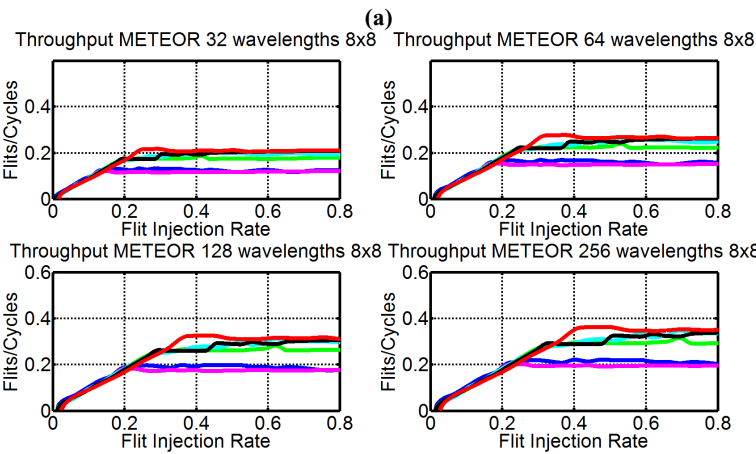 (a)
Throughput METEOR 32 wavelengths 8x8
Flits/Cycles
0.4
0.2
0
0 0.2 0.4 0.6 0.8
Flit Injection Rate
Throughput METEOR 64 wavelengths 8x8
Flits/Cycles
0.4
0.2
0
0 0.2 0.4 0.6 0.8
Flit Injection Rate
Throughput METEOR 128 wavelengths 8x8
Flits/Cycles
0.6
0.4
0.2
0
0 0.2 0.4 0.6 0.8
Flit Injection Rate
Throughput METEOR 256 wavelengths 8x8
Flits/Cycles
0.6
0.4
0.2
0
0 0.2 0.4 0.6 0.8
Flit Injection Rate